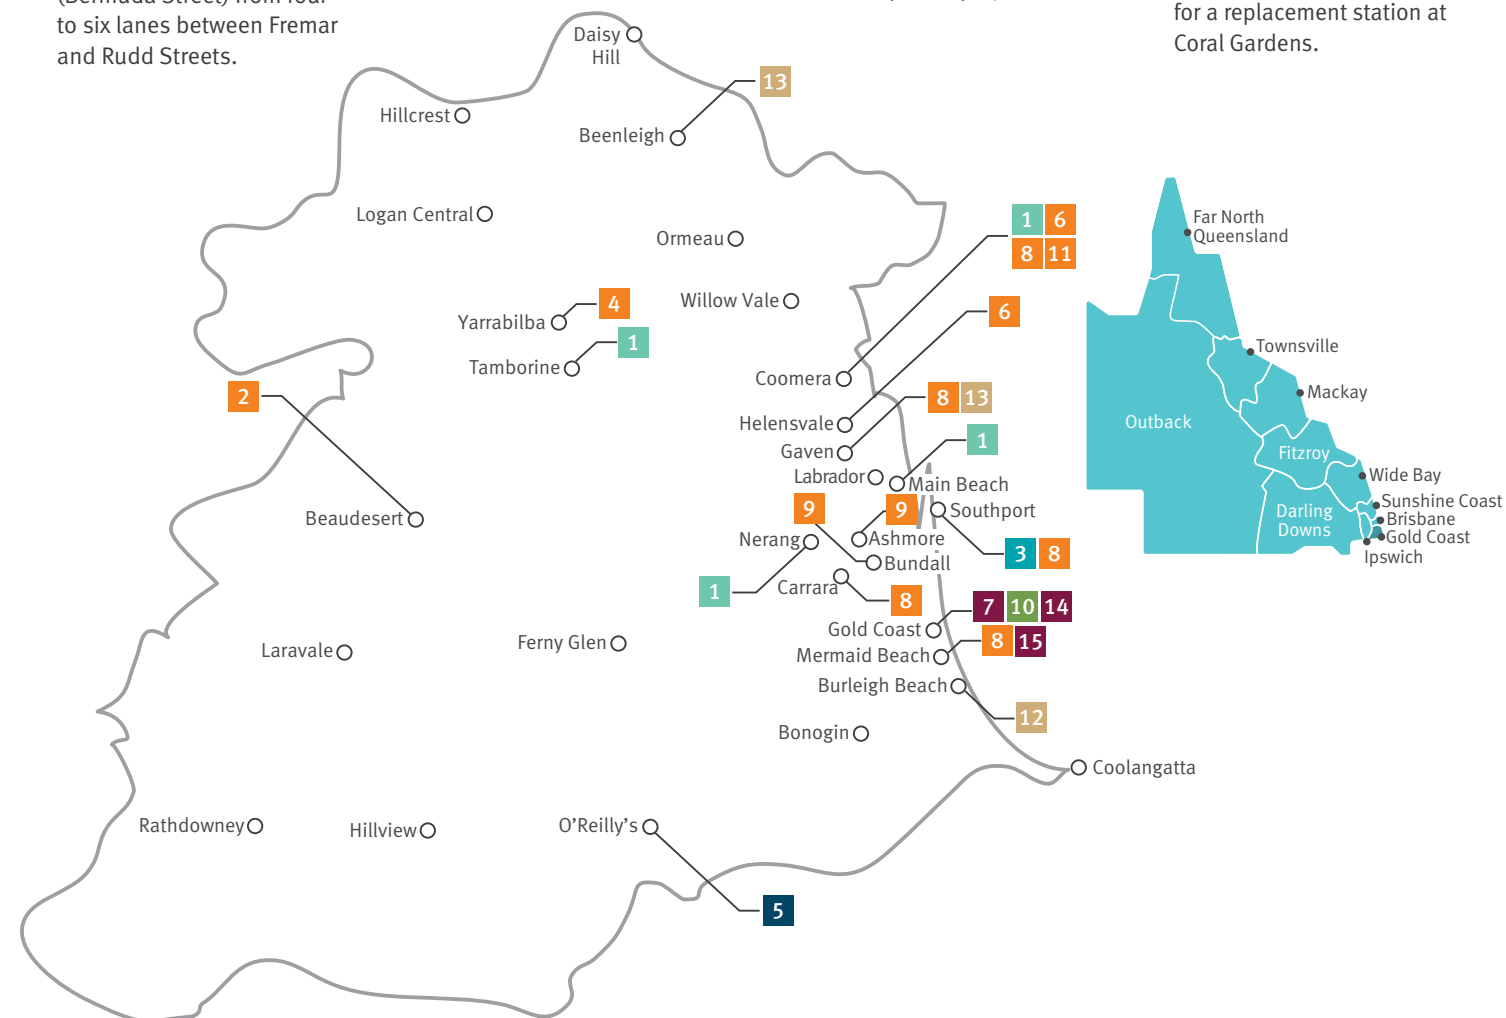 (Bermuda Street) from four
to six lanes between Fremar
and Rudd Streets.
for a replacement station at
Coral Gardens.
Daisy
Hill
13
Hillcrest
Beenleigh
Logan Central
Ormeau
1 6
8 11
Willow Vale
4
Yarrabilba
6
1
Tamborine
Coomera
2
8 13
Helensvale
1
Gaven
Labrador
Main Beach
9
9
Southport
Beaudesert
Nerang
Ashmore
3 8
Bundall
Carrara
1
8
7 10 14
Gold Coast
8 15
Mermaid Beach
Laravale
Ferny Glen
Burleigh Beach
12
Bonogin
Coolangatta
Rathdowney
Hillview
O’Reilly’s
5
Far North
Queensland
Townsville
Mackay
Outback
Fitzroy
Wide Bay
Sunshine Coast
Darling
Downs
Brisbane
Gold Coast
Ipswich